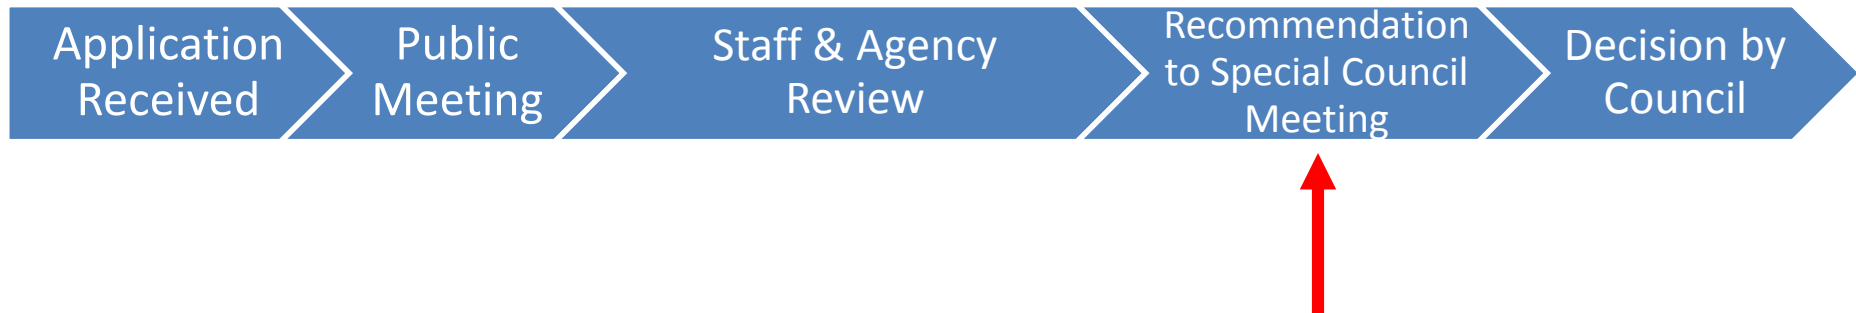 Application
Received
Public
Meeting
Staff & Agency
Review
Recommendation
to Special Council
Meeting
Decision by
Council